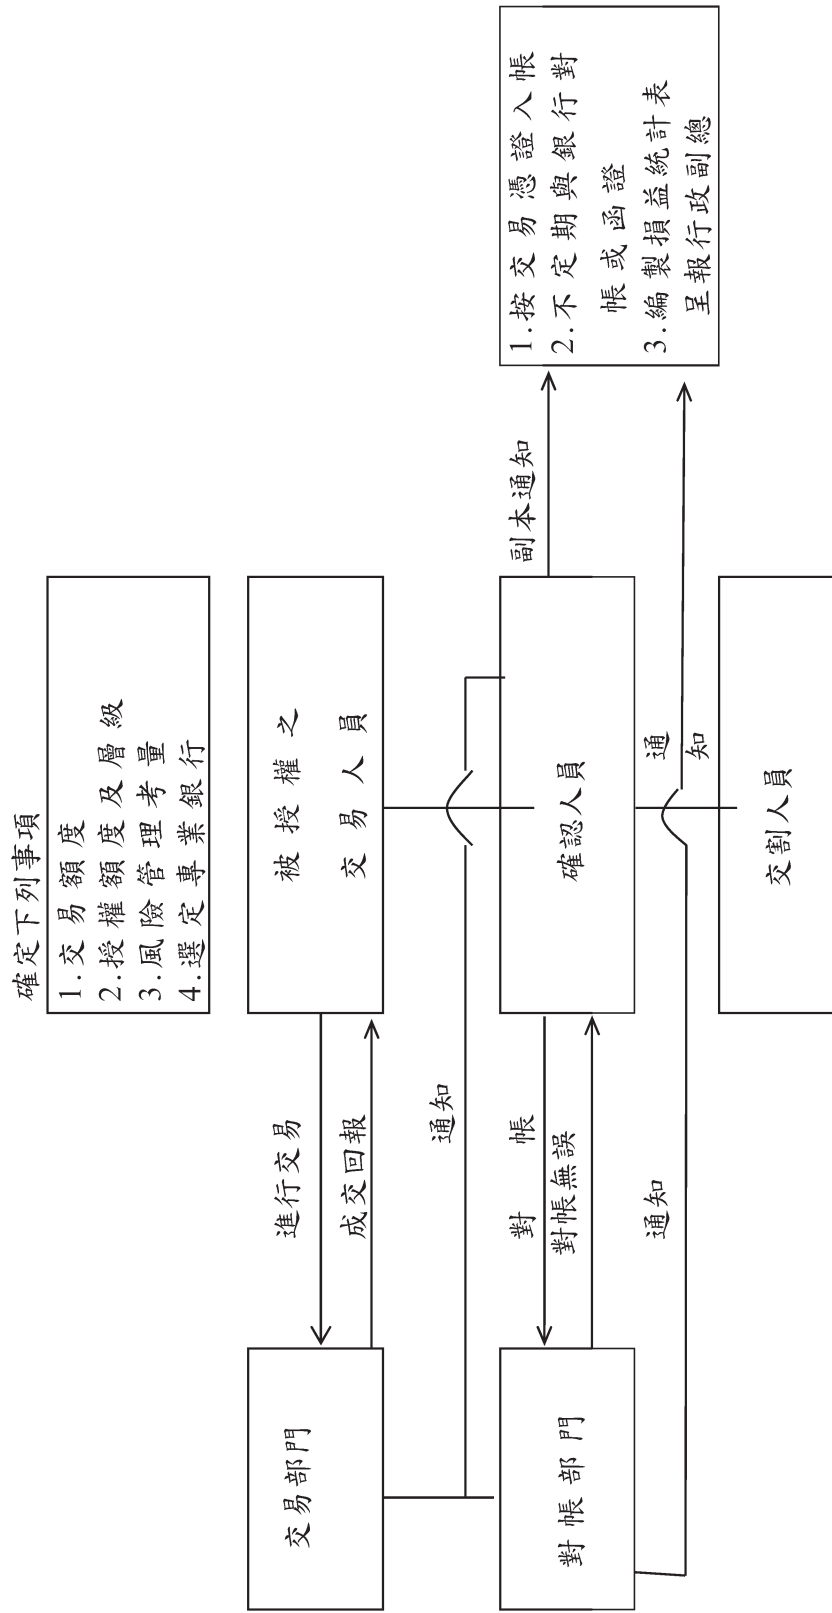 確定下列事項
1.交易額度
2.授權額度及層級
3.風險管理考量
4.選定專業銀行
交易部門
進行交易
成交回報
被授權之
交易人員
通知
對帳部門
對帳
對帳無誤
確認人員
副本通知
1.按交易憑證入帳
2.不定期與銀行對
帳或函證
3.編製損益統計表
呈報行政副總
通知
通
知
交割人員